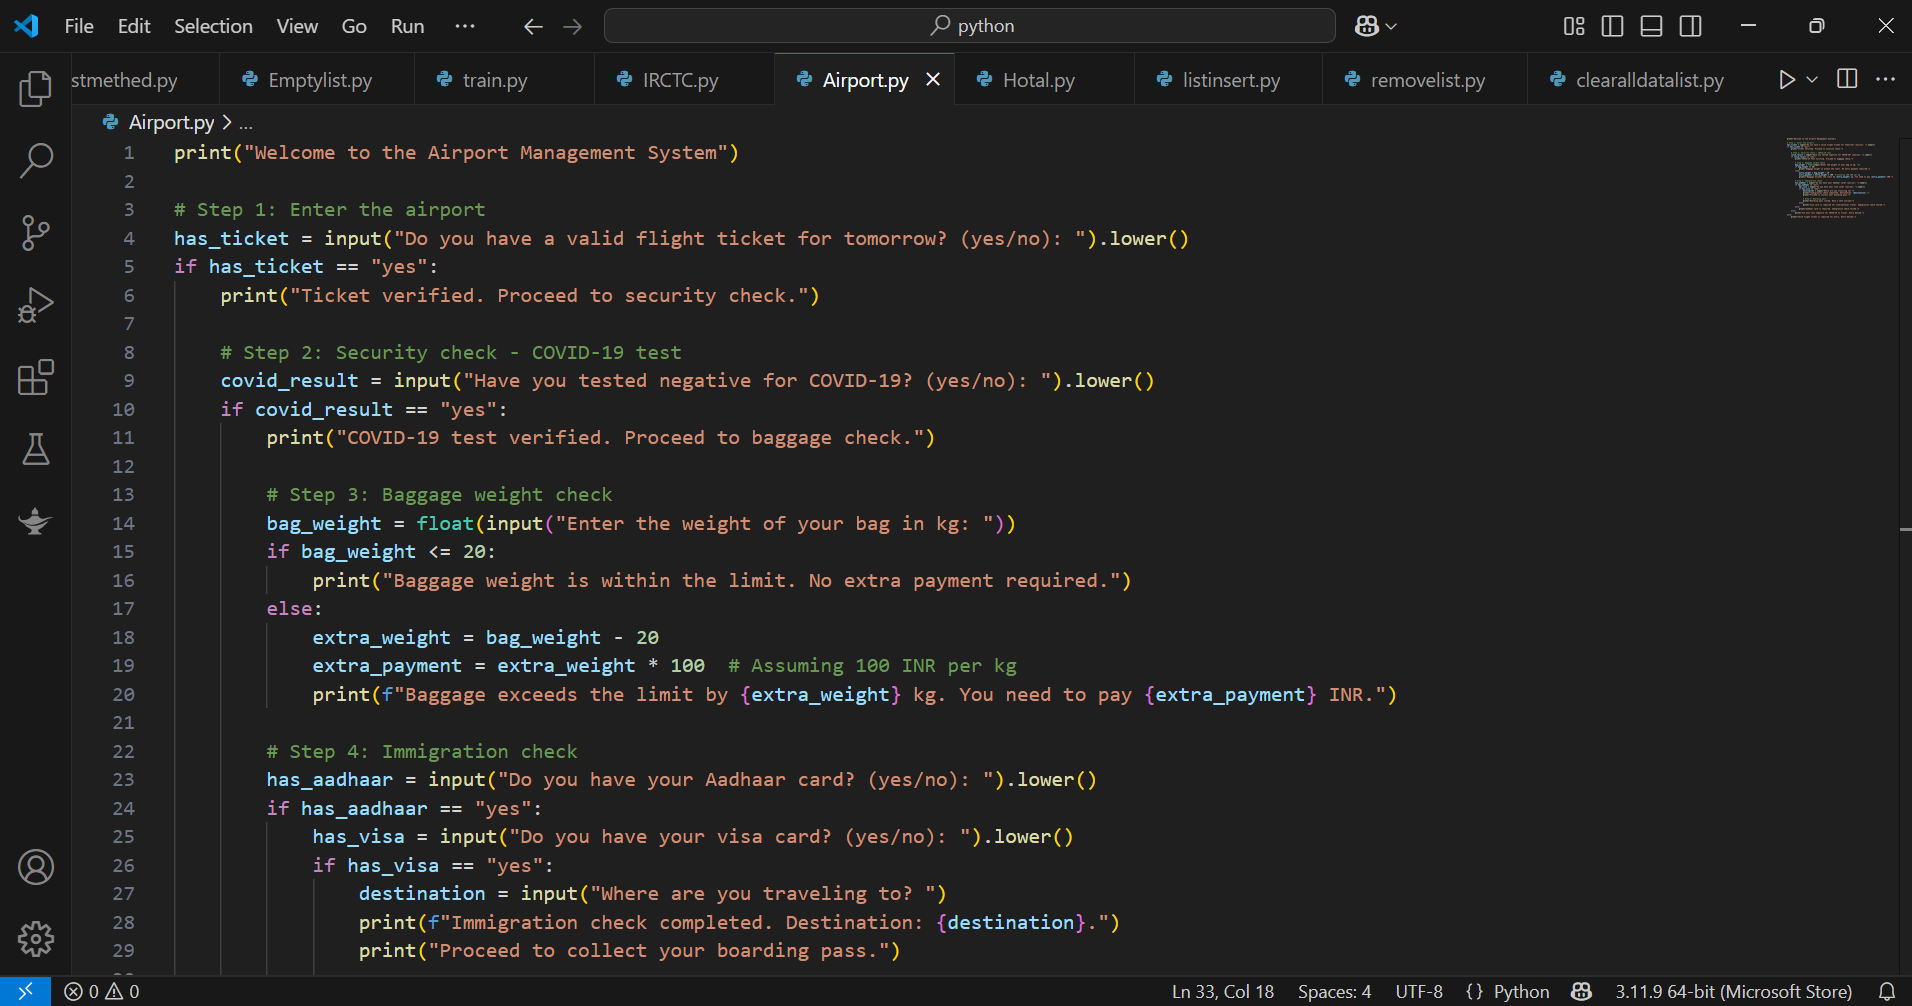 File Edit Selection View Go Run ··· python
stmethed.py Emptylist.py train.py IRCTC.py Airport.py Hotal.py listinsert.py removelist.py clearalldatalist.py
Airport.py > ...
1 print("Welcome to the Airport Management System")
2
3 # Step 1: Enter the airport
4 has_ticket = input("Do you have a valid flight ticket for tomorrow? (yes/no): ").lower()
5 if has_ticket == "yes":
6 print("Ticket verified. Proceed to security check.")
7
8 # Step 2: Security check - COVID-19 test
9 covid_result = input("Have you tested negative for COVID-19? (yes/no): ").lower()
10 if covid_result == "yes":
11 print("COVID-19 test verified. Proceed to baggage check.")
12
13 # Step 3: Baggage weight check
14 bag_weight = float(input("Enter the weight of your bag in kg: "))
15 if bag_weight <= 20:
16 print("Baggage weight is within the limit. No extra payment required.")
17 else:
18 extra_weight = bag_weight - 20
19 extra_payment = extra_weight * 100  # Assuming 100 INR per kg
20 print(f"Baggage exceeds the limit by {extra_weight} kg. You need to pay {extra_payment} INR.")
21
22 # Step 4: Immigration check
23 has_aadhaar = input("Do you have your Aadhaar card? (yes/no): ").lower()
24 if has_aadhaar == "yes":
25 has_visa = input("Do you have your visa card? (yes/no): ").lower()
26 if has_visa == "yes":
27 destination = input("Where are you traveling to? ")
28 print(f"Immigration check completed. Destination: {destination}.")
29 print("Proceed to collect your boarding pass.")
0 0 Ln 33, Col 18 Spaces: 4 UTF-8 {} Python 3.11.9 64-bit (Microsoft Store)